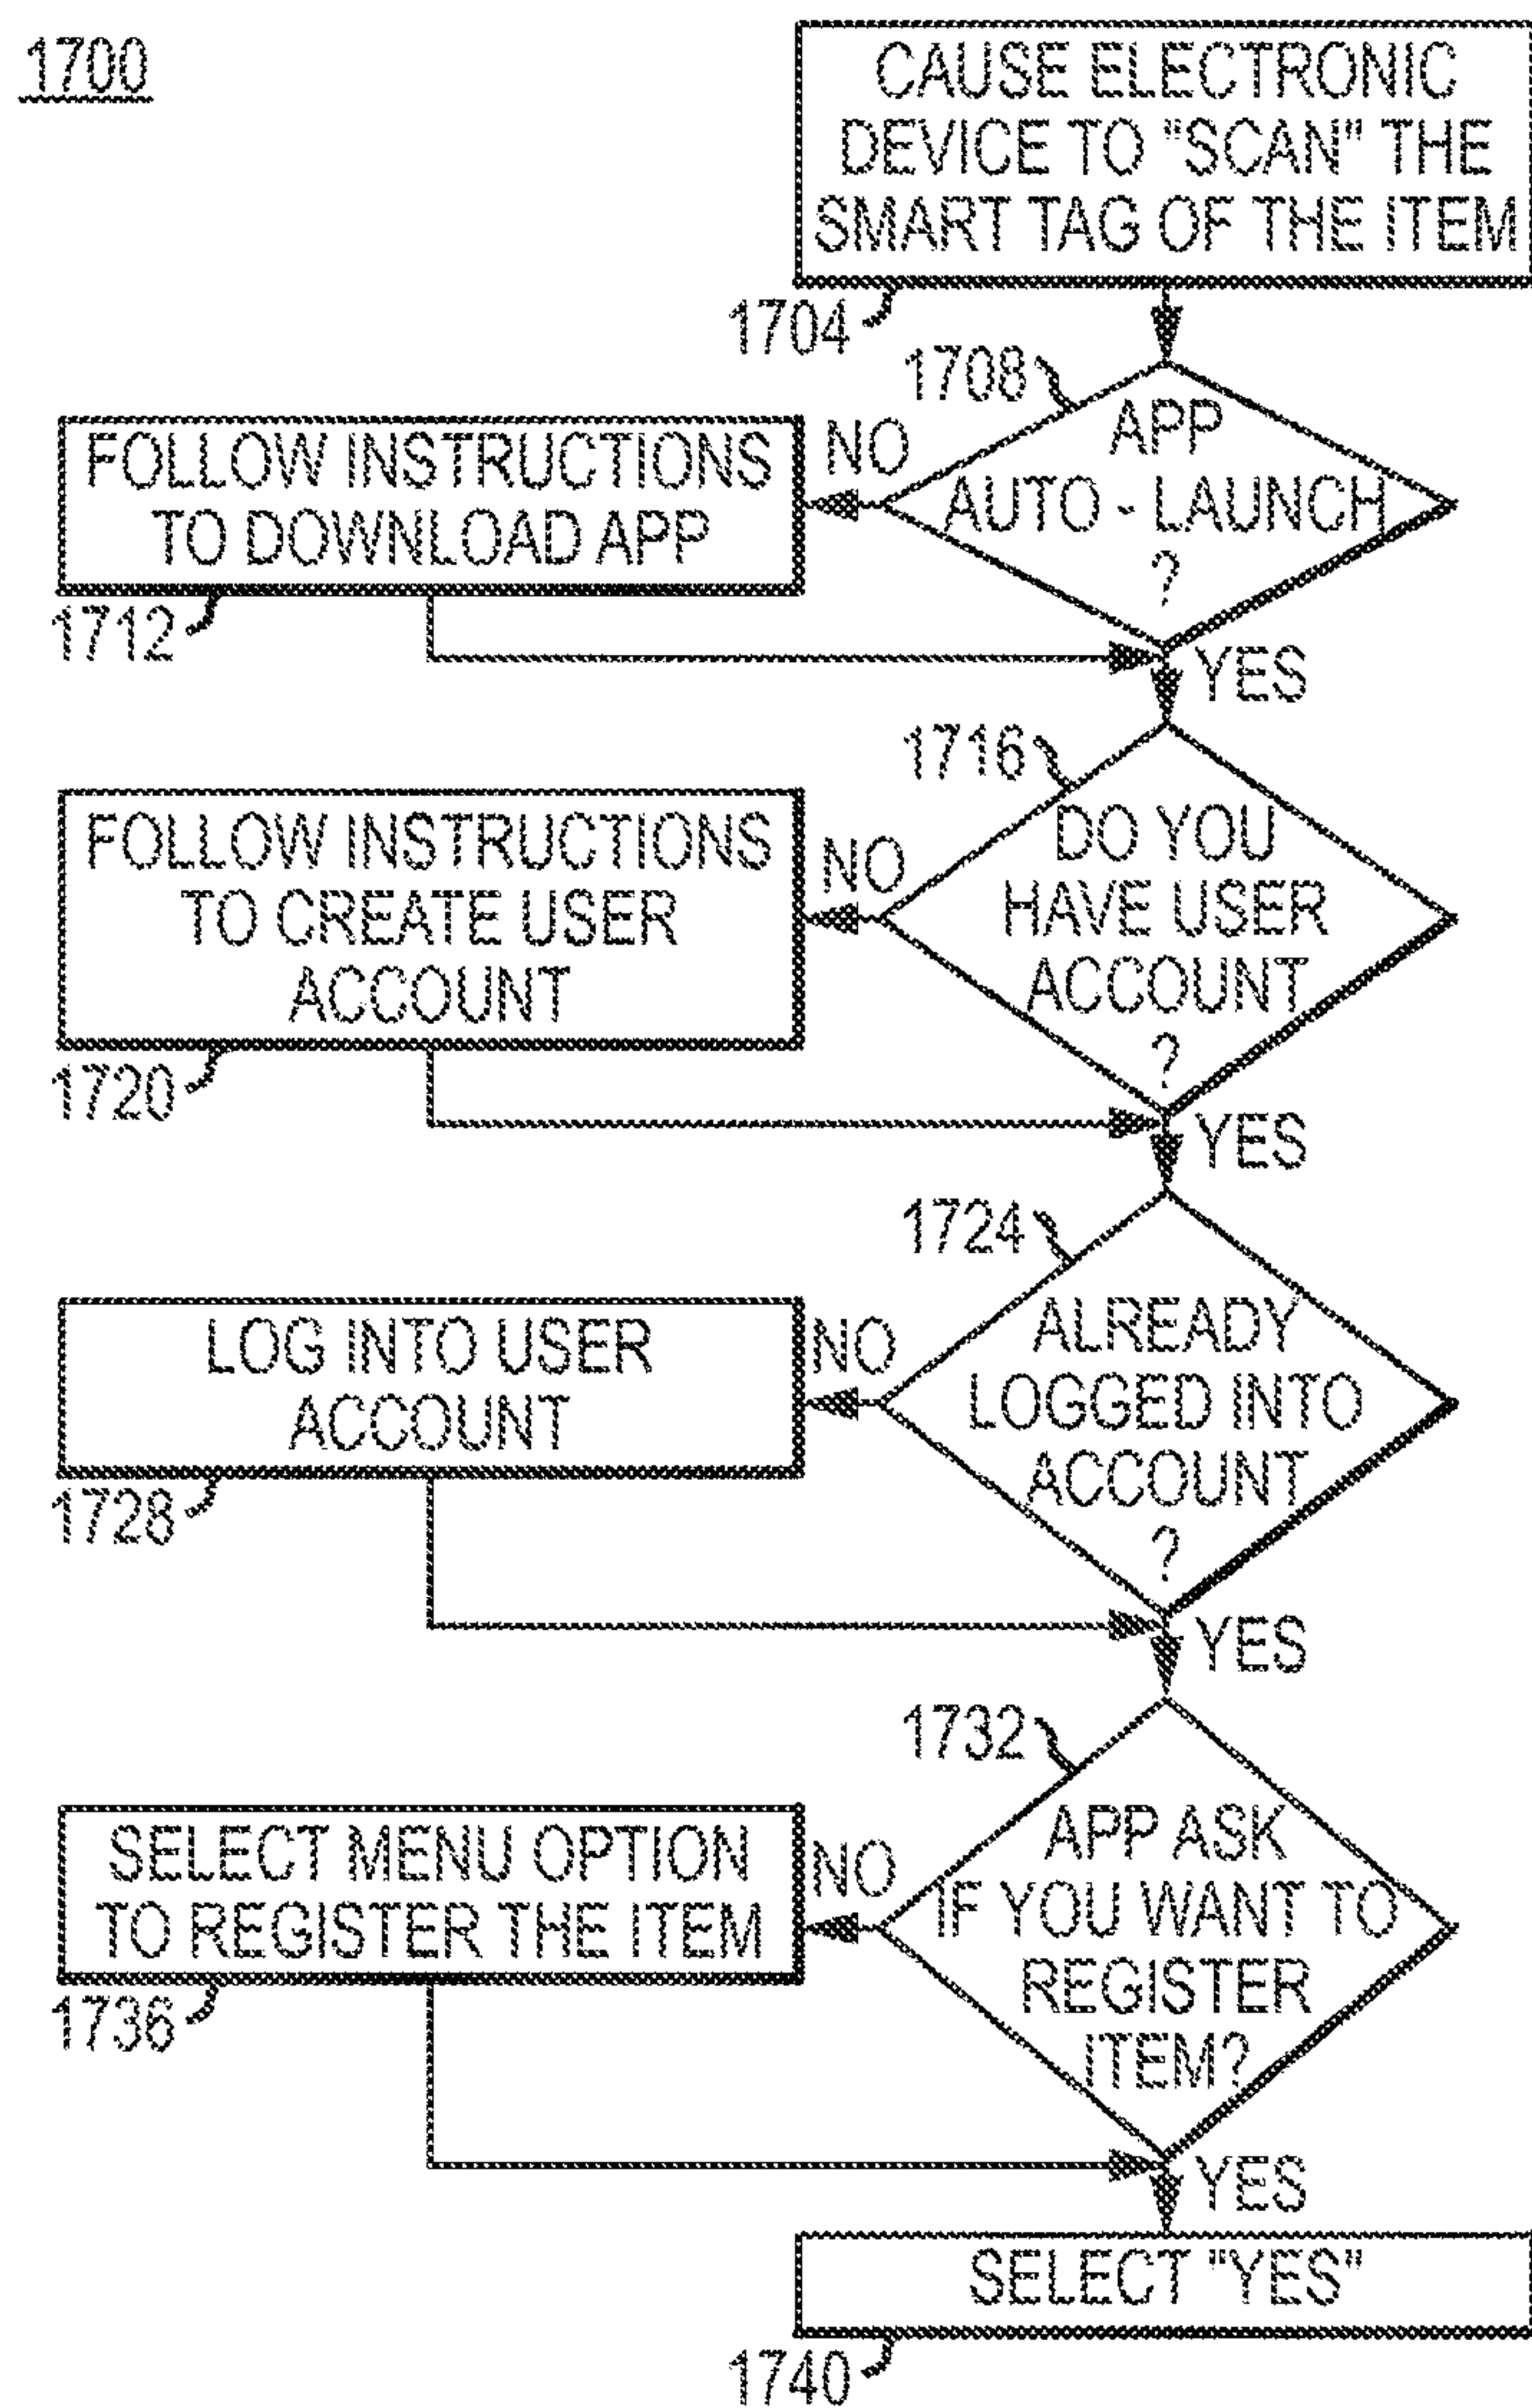 1700
CAUSE ELECTRONIC
DEVICE TO "SCAN" THE
SMART TAG OF THE ITEM
1704
1708
APP
AUTO - LAUNCH
?
NO
FOLLOW INSTRUCTIONS
TO DOWNLOAD APP
1712
YES
1716
DO YOU
HAVE USER
ACCOUNT
?
NO
FOLLOW INSTRUCTIONS
TO CREATE USER
ACCOUNT
1720
YES
1724
ALREADY
LOGGED INTO
ACCOUNT
?
NO
LOG INTO USER
ACCOUNT
1728
YES
1732
APP ASK
IF YOU WANT TO
REGISTER
ITEM?
NO
SELECT MENU OPTION
TO REGISTER THE ITEM
1736
YES
SELECT "YES"
1740